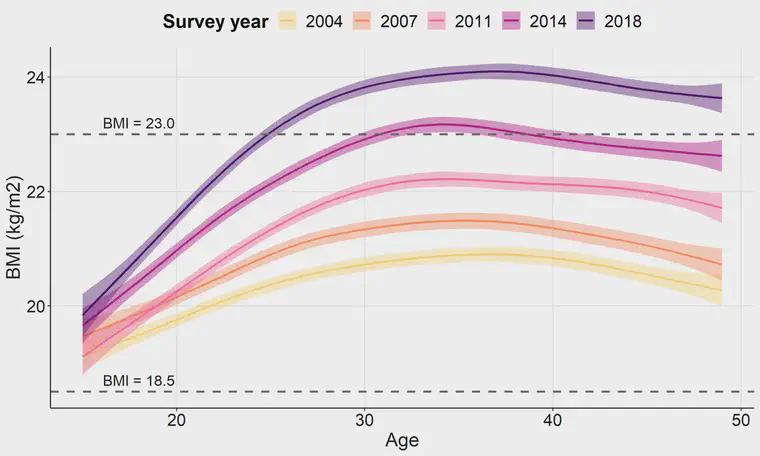 Survey year 2004 2007 2011 2014 2018
BMI (kg/m2)
24
BMI = 23.0
22
20
BMI = 18.5
20 30 40 50
Age